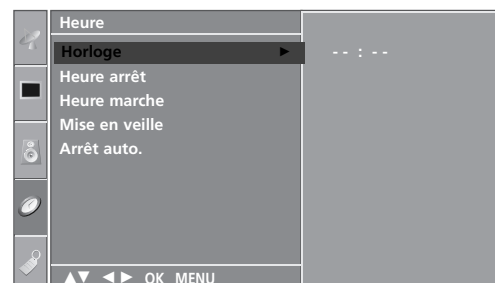 Heure
Horloge ► -- : --
Heure arrêt
Heure marche
Mise en veille
Arrêt auto.
▲▼ ◄► OK MENU